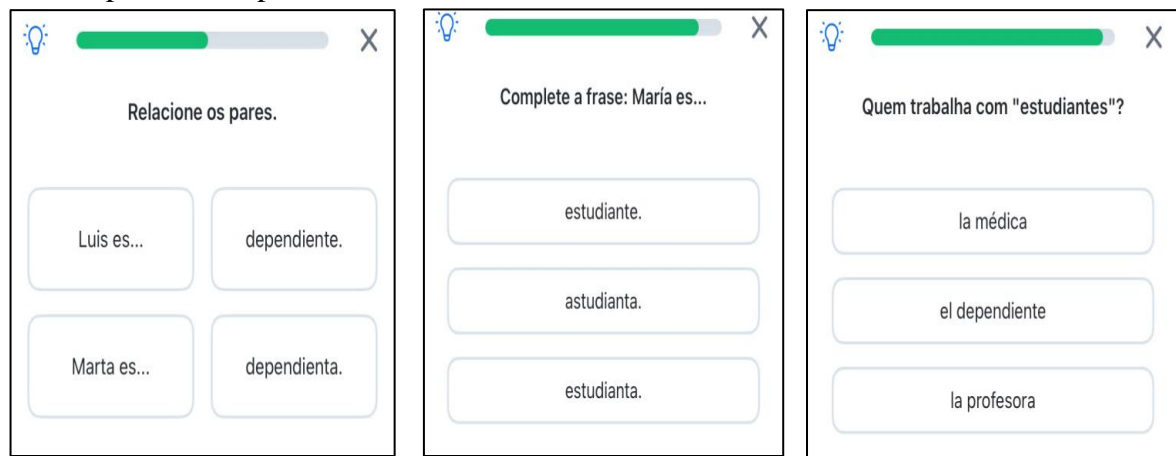 Relacione os pares.
Luis es...
dependiente.
Marta es...
dependienta.
Complete a frase: María es...
estudiante.
astudianta.
estudianta.
Quem trabalha com "estudiantes"?
la médica
el dependiente
la profesora